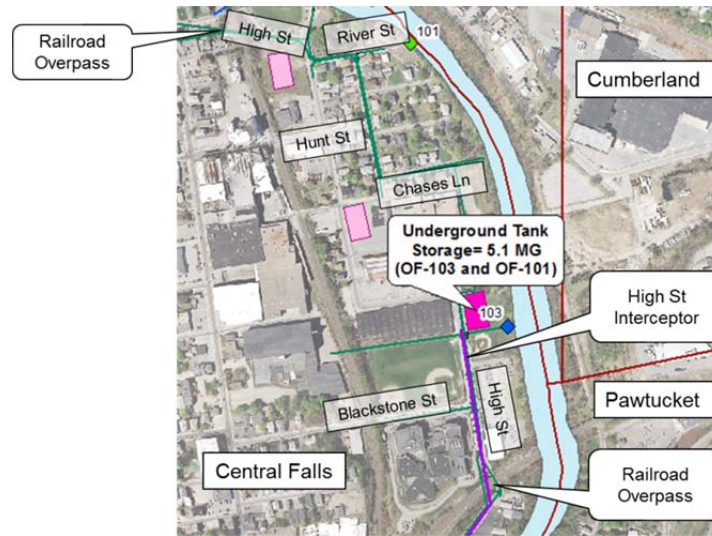 Railroad
Overpass
High St
River St
101
Cumberland
Hunt St
Chases Ln
Underground Tank
Storage= 5.1 MG
(OF-103 and OF-101)
103
High St
Interceptor
Blackstone St
High St
Pawtucket
Central Falls
Railroad
Overpass